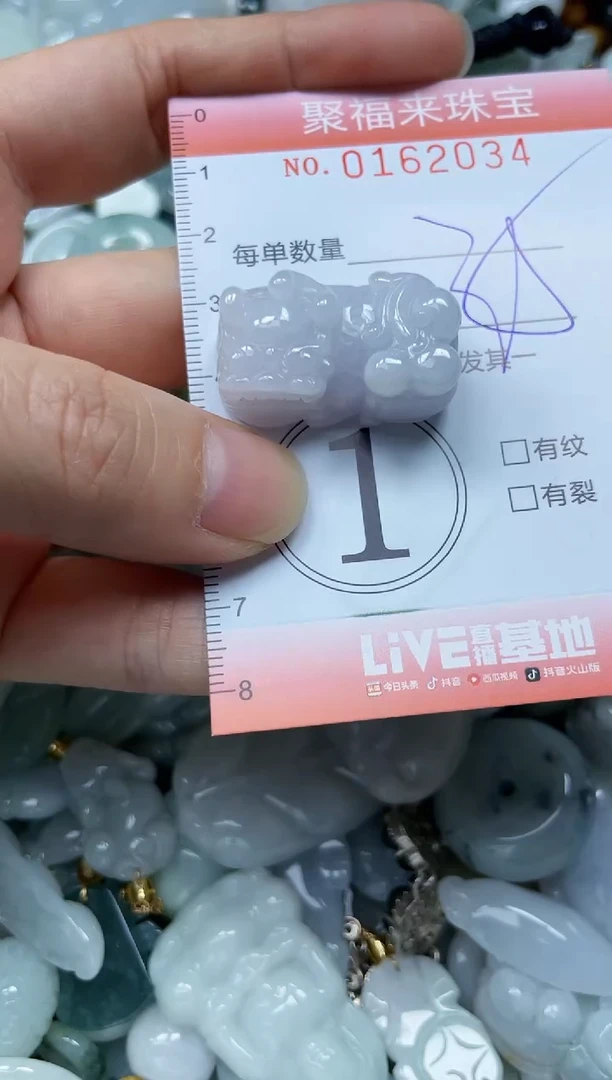 0
聚福来珠宝
1
NO. 0162034
2
每单数量
3
发其一
1
□有纹
□有裂
7
LiVE直播基地
8
今日头条 抖音 西瓜视频 抖音火山版